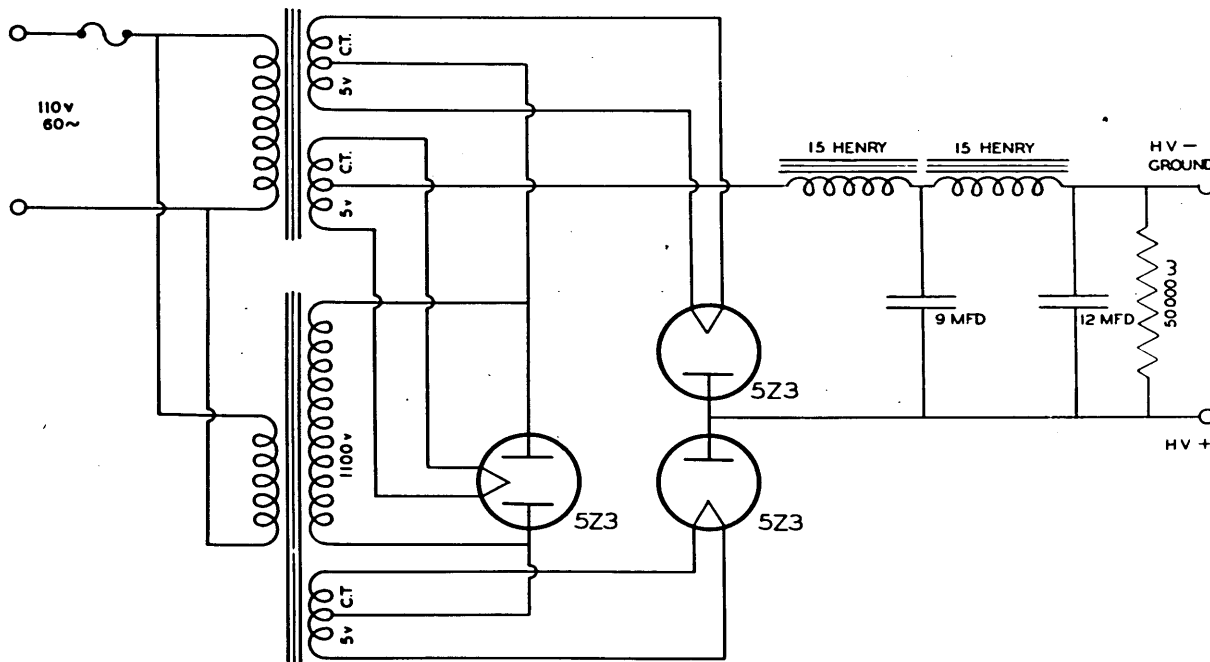 C.T.
5V
110V
60~
C.T.
5V
15 HENRY
15 HENRY
HV -
GROUND
9 MFD
12 MFD
50000 ω
5Z3
1100V
5Z3
5Z3
HV +
C.T
5V